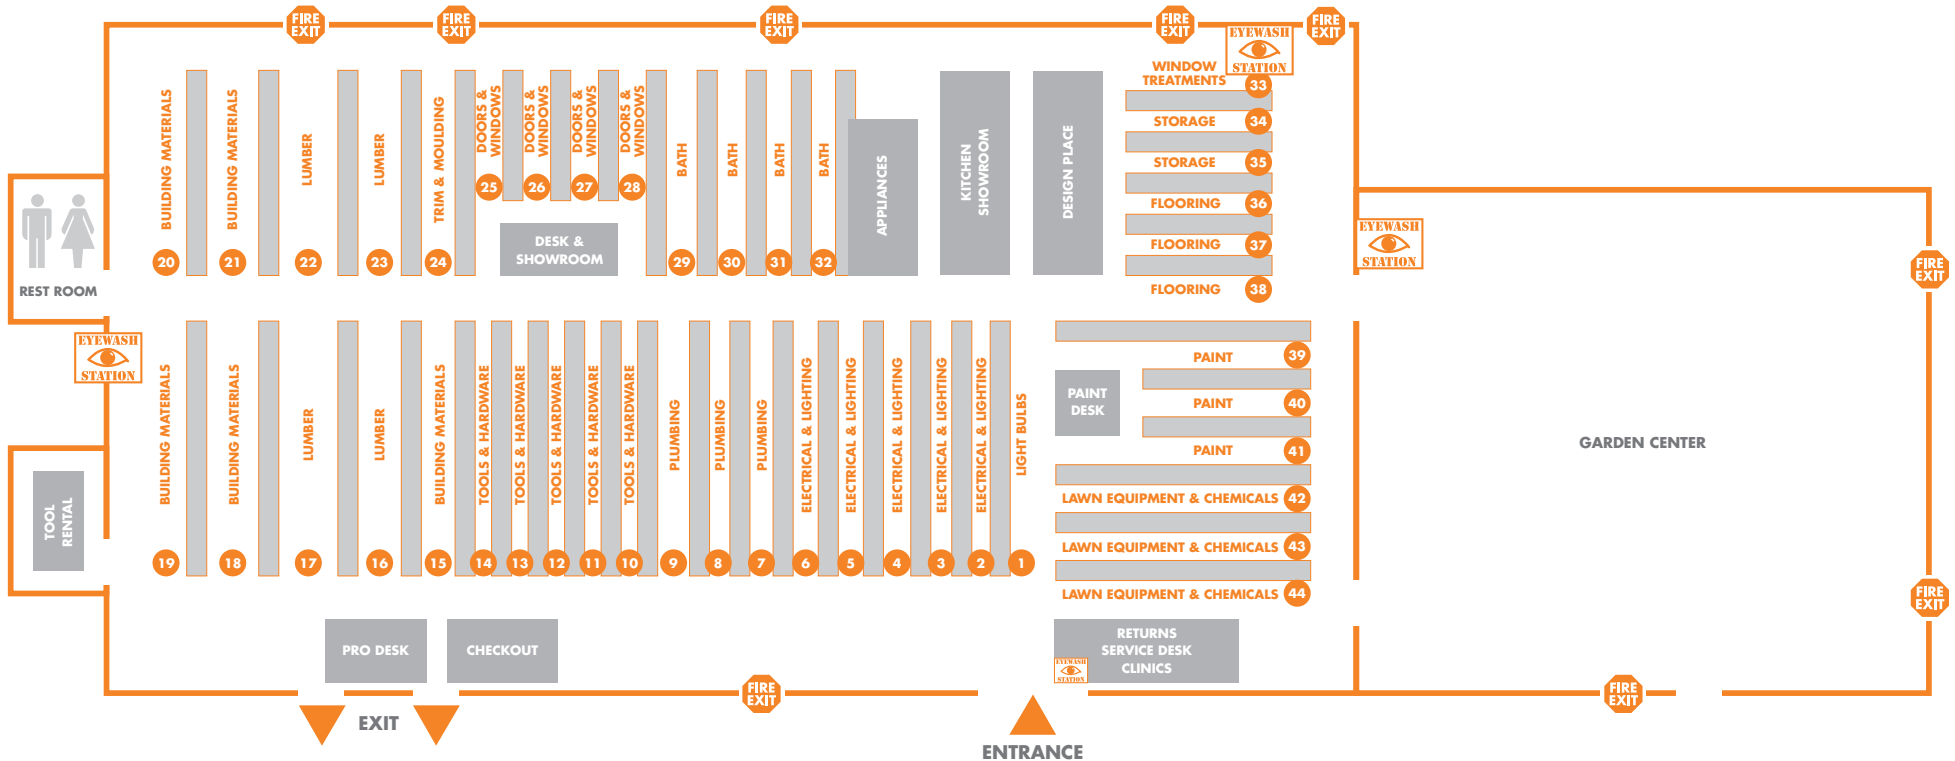 FIRE
EXIT
FIRE
EXIT
FIRE
EXIT
FIRE
EXIT
FIRE
EXIT
EYEWASH
STATION
BUILDING MATERIALS
20
BUILDING MATERIALS
21
LUMBER
22
LUMBER
23
TRIM & MOULDING
24
DOORS &
WINDOWS
25
DOORS &
WINDOWS
26
DOORS &
WINDOWS
27
DOORS &
WINDOWS
28
DESK &
SHOWROOM
BATH
29
BATH
30
BATH
31
BATH
32
APPLIANCES
KITCHEN
SHOWROOM
DESIGN PLACE
WINDOW
TREATMENTS
33
STORAGE
34
STORAGE
35
FLOORING
36
FLOORING
37
FLOORING
38
EYEWASH
STATION
FIRE
EXIT
REST ROOM
EYEWASH
STATION
TOOL
RENTAL
BUILDING MATERIALS
19
BUILDING MATERIALS
18
LUMBER
17
LUMBER
16
BUILDING MATERIALS
15
TOOLS & HARDWARE
14
TOOLS & HARDWARE
13
TOOLS & HARDWARE
12
TOOLS & HARDWARE
11
TOOLS & HARDWARE
10
PLUMBING
9
PLUMBING
8
PLUMBING
7
ELECTRICAL & LIGHTING
6
ELECTRICAL & LIGHTING
5
ELECTRICAL & LIGHTING
4
ELECTRICAL & LIGHTING
3
ELECTRICAL & LIGHTING
2
LIGHT BULBS
1
PAINT
DESK
PAINT
39
PAINT
40
PAINT
41
LAWN EQUIPMENT & CHEMICALS
42
LAWN EQUIPMENT & CHEMICALS
43
LAWN EQUIPMENT & CHEMICALS
44
GARDEN CENTER
FIRE
EXIT
PRO DESK
CHECKOUT
RETURNS
SERVICE DESK
CLINICS
EYEWASH
STATION
FIRE
EXIT
FIRE
EXIT
EXIT
ENTRANCE